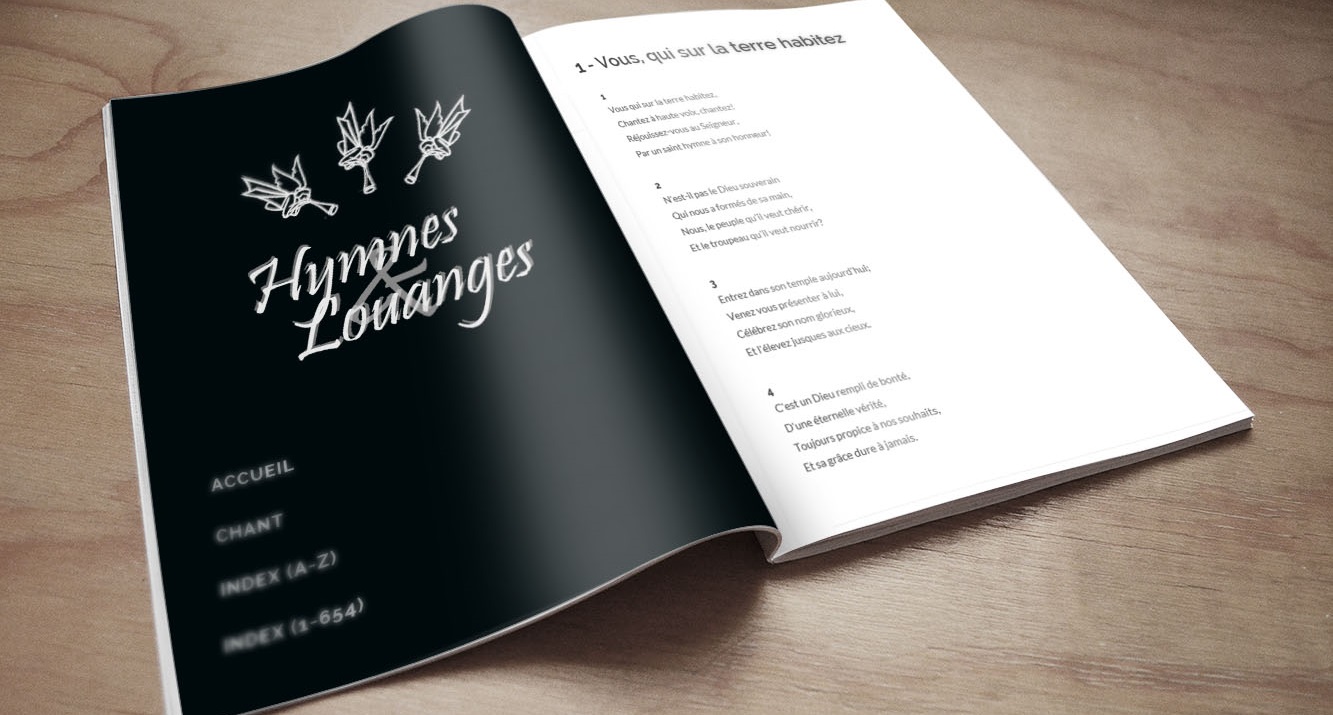 Hymnes
&
Louanges
ACCUEIL
CHANT
INDEX (A-Z)
INDEX (1-654)
1 - Vous, qui sur la terre habitez
1
Vous qui sur la terre habitez,
Chantez à haute voix, chantez!
Réjouissez-vous au Seigneur,
Par un saint hymne à son honneur!
2
N'est-il pas le Dieu souverain
Qui nous a formés de sa main,
Nous, le peuple qu'il veut chérir,
Et le troupeau qu'il veut nourrir?
3
Entrez dans son temple aujourd'hui;
Venez vous présenter à lui,
Célébrez son nom glorieux,
Et l'élevez jusques aux cieux.
4
C'est un Dieu rempli de bonté.
D'une éternelle vérité,
Toujours propice à nos souhaits,
Et sa grâce dure à jamais.